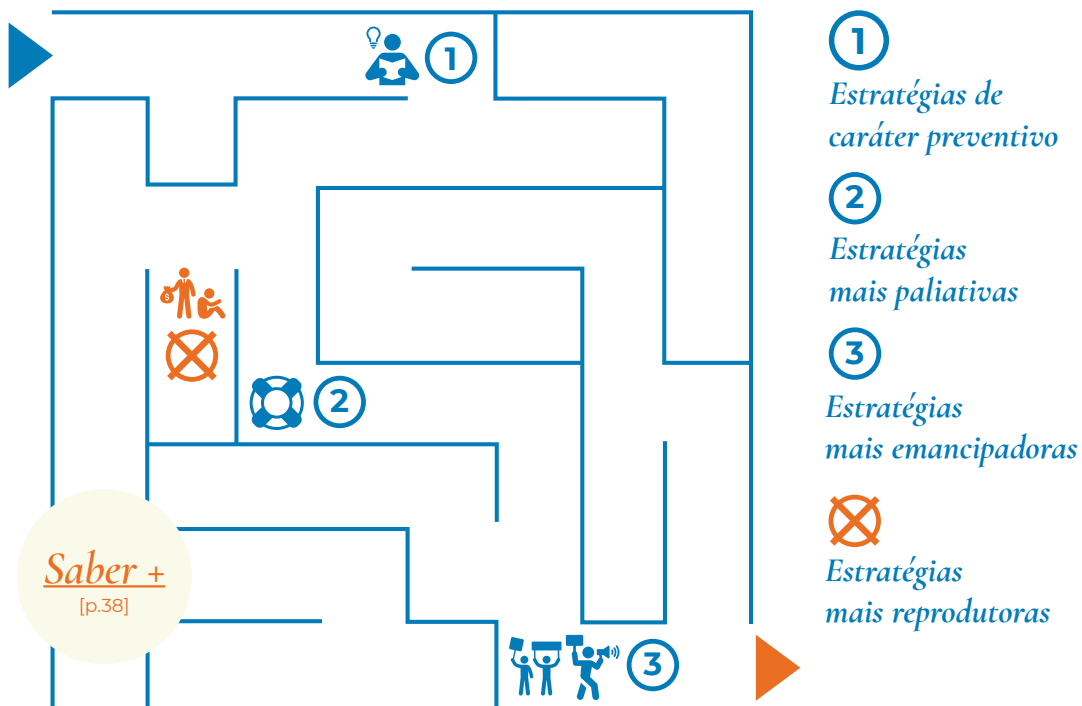 1
1
Estratégias de
caráter preventivo
2
Estratégias
mais paliativas
$
2
3
Estratégias
mais emancipadoras
Saber +
[p.38]
Estratégias
mais reprodutoras
3